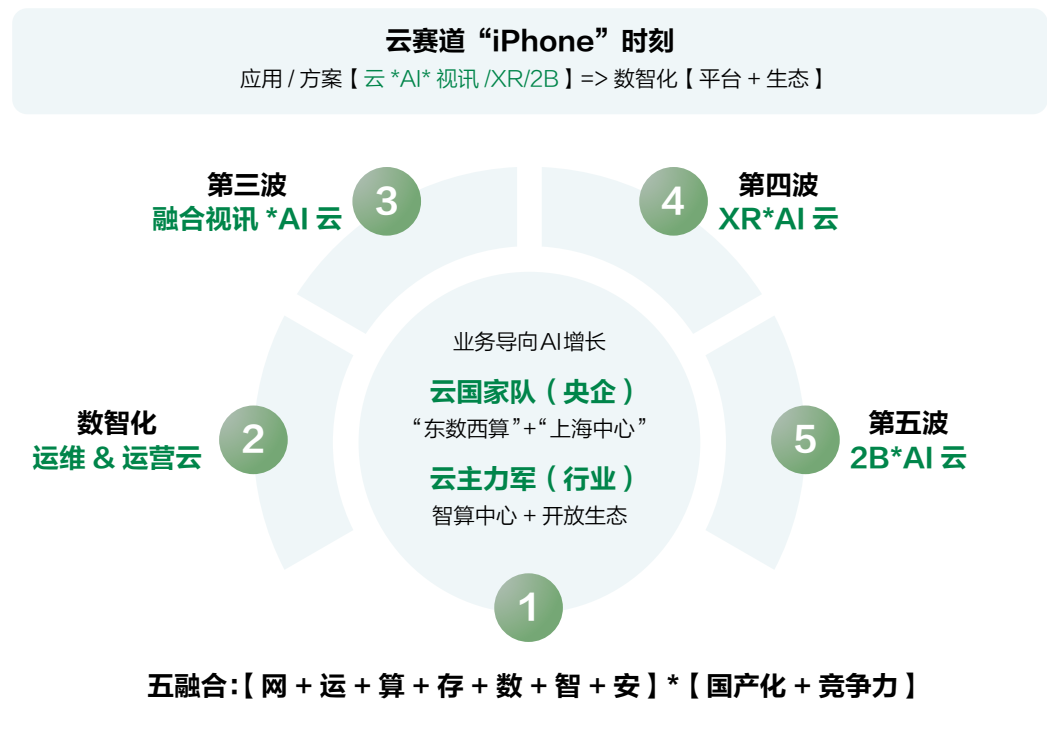 云赛道“iPhone”时刻
应用 / 方案【 云 *AI* 视讯 /XR/2B 】=> 数智化【 平台 + 生态 】
第三波
融合视讯 *AI 云
3
4
第四波
XR*AI 云
数智化
运维 & 运营云
2
业务导向AI增长
云国家队（央企）
“东数西算”+“上海中心”
云主力军（行业）
智算中心 + 开放生态
5
第五波
2B*AI 云
1
五融合:【 网 + 运 + 算 + 存 + 数 + 智 + 安 】*【 国产化 + 竞争力 】